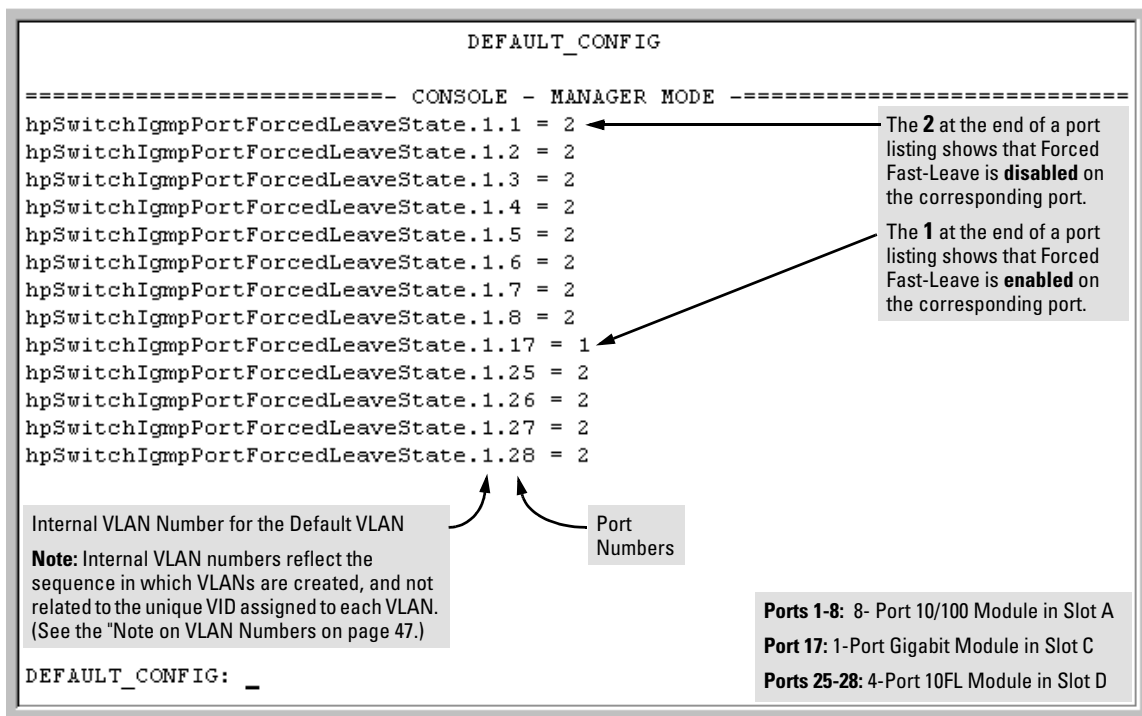 DEFAULT_CONFIG
===========================- CONSOLE - MANAGER MODE -=============================
hpSwitchIgmpPortForcedLeaveState.1.1 = 2
hpSwitchIgmpPortForcedLeaveState.1.2 = 2
hpSwitchIgmpPortForcedLeaveState.1.3 = 2
hpSwitchIgmpPortForcedLeaveState.1.4 = 2
hpSwitchIgmpPortForcedLeaveState.1.5 = 2
hpSwitchIgmpPortForcedLeaveState.1.6 = 2
hpSwitchIgmpPortForcedLeaveState.1.7 = 2
hpSwitchIgmpPortForcedLeaveState.1.8 = 2
hpSwitchIgmpPortForcedLeaveState.1.17 = 1
hpSwitchIgmpPortForcedLeaveState.1.25 = 2
hpSwitchIgmpPortForcedLeaveState.1.26 = 2
hpSwitchIgmpPortForcedLeaveState.1.27 = 2
hpSwitchIgmpPortForcedLeaveState.1.28 = 2
The 2 at the end of a port
listing shows that Forced
Fast-Leave is disabled on
the corresponding port.
The 1 at the end of a port
listing shows that Forced
Fast-Leave is enabled on
the corresponding port.
Internal VLAN Number for the Default VLAN
Note: Internal VLAN numbers reflect the
sequence in which VLANs are created, and not
related to the unique VID assigned to each VLAN.
(See the "Note on VLAN Numbers on page 47.)
Port
Numbers
Ports 1-8: 8- Port 10/100 Module in Slot A
Port 17: 1-Port Gigabit Module in Slot C
Ports 25-28: 4-Port 10FL Module in Slot D
DEFAULT_CONFIG: _